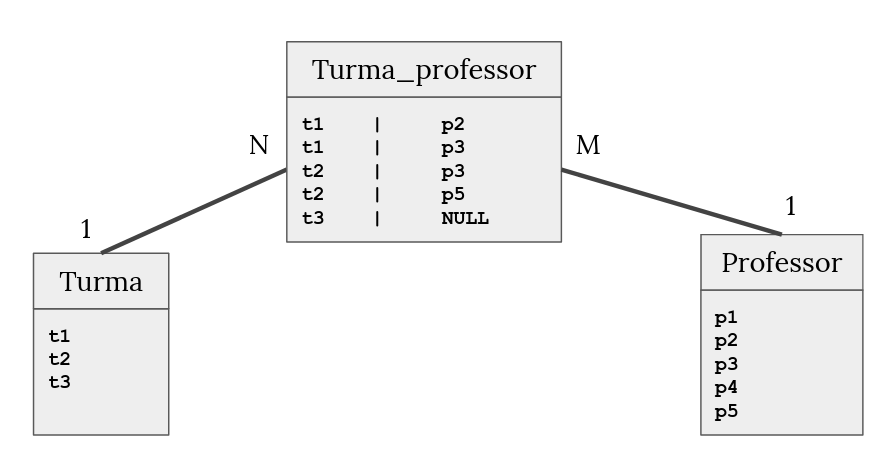 Turma_professor
t1 | p2
t1 | p3
t2 | p3
t2 | p5
t3 | NULL
N
M
1
1
Turma
t1
t2
t3
Professor
p1
p2
p3
p4
p5